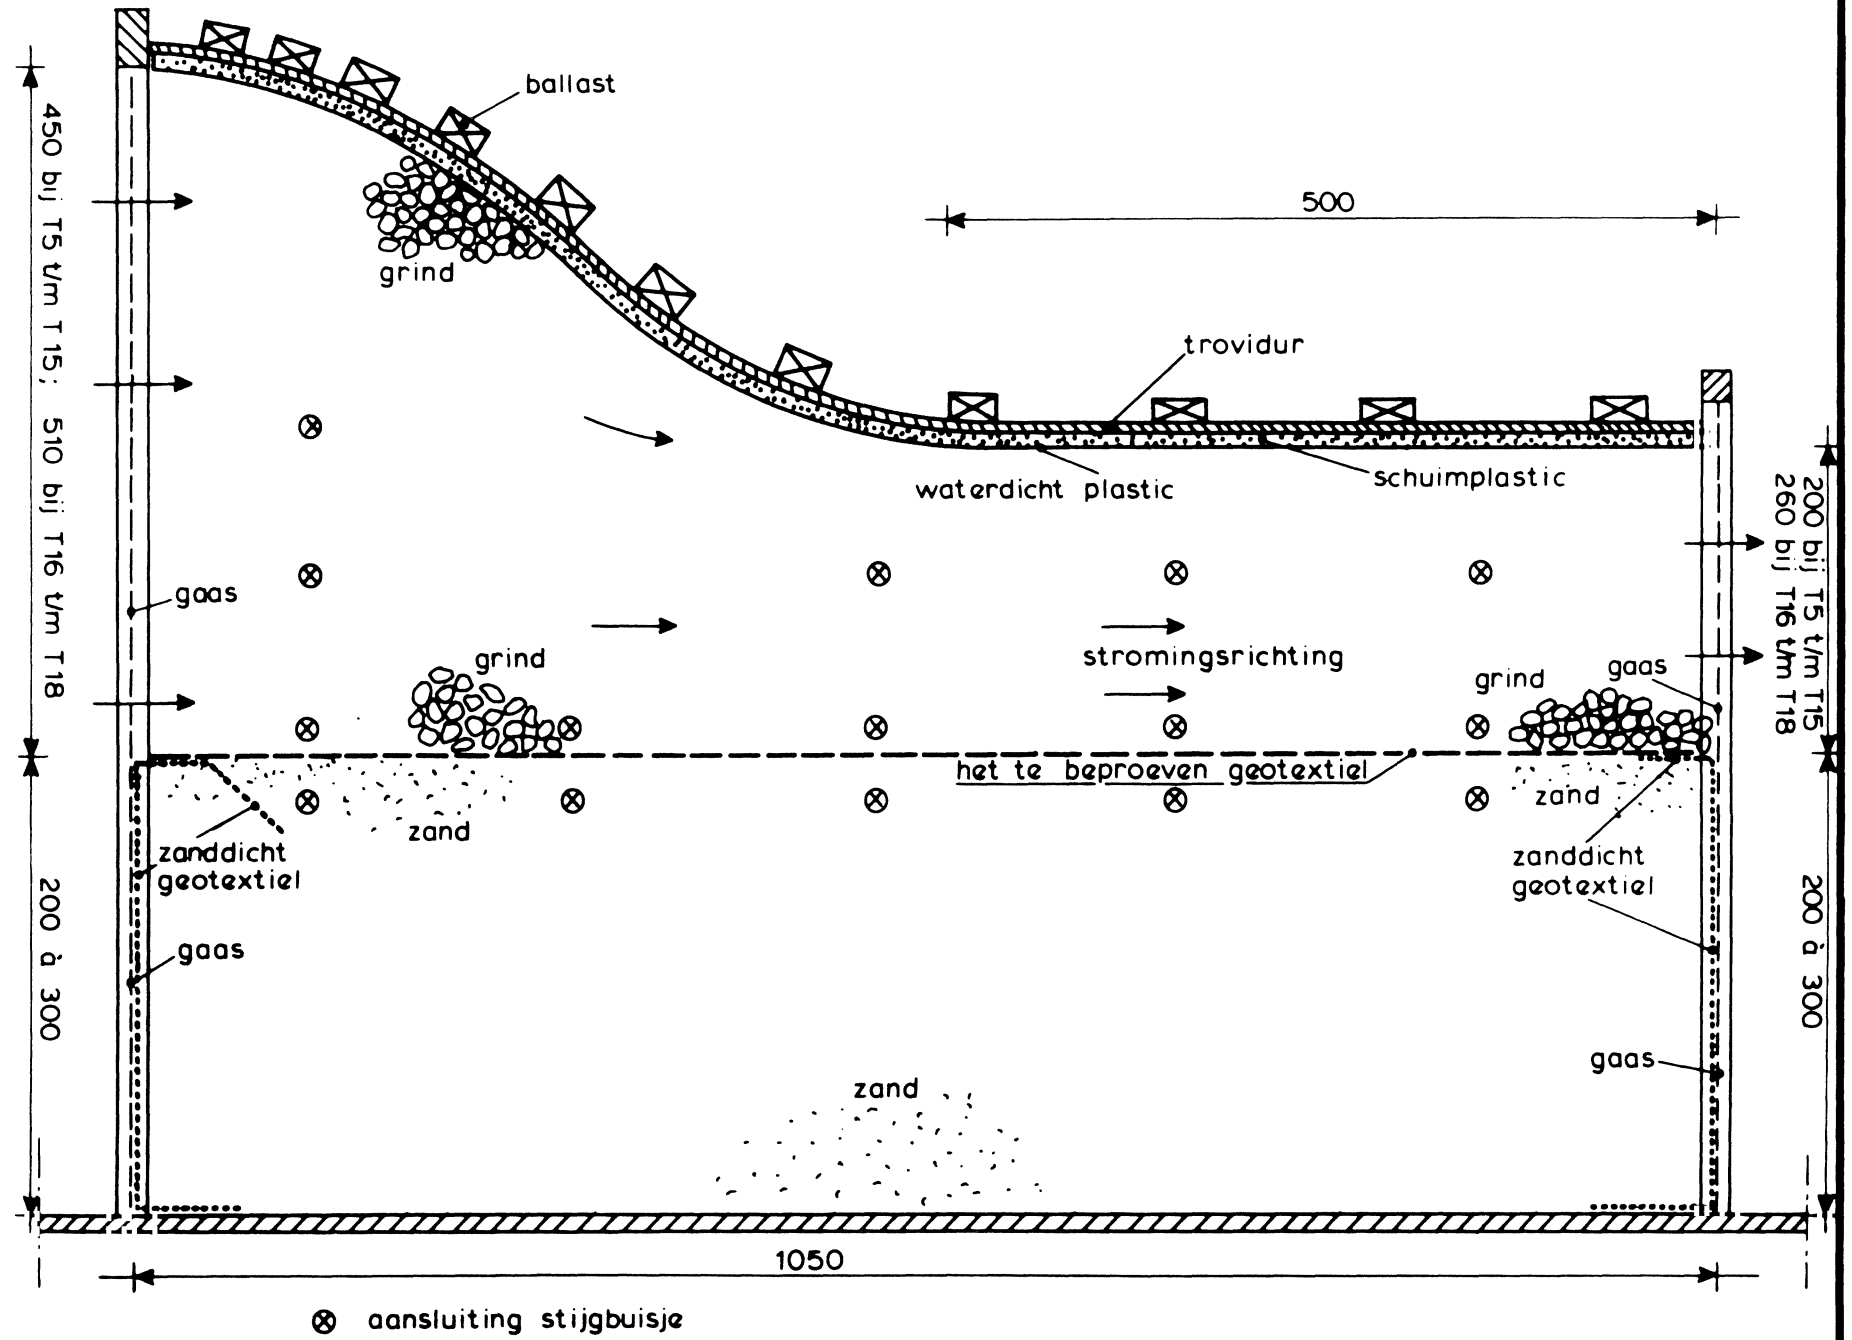 ballast
grind
500
trovidur
waterdicht plastic
schuimplastic
450 bij T5 t/m T15; 510 bij T16 t/m T18
200 bij T5 t/m T15
260 bij T16 t/m T18
gaas
grind
stromingsrichting
grind
gaas
het te beproeven geotextiel
zand
zand
zanddicht
geotextiel
zanddicht
geotextiel
200 à 300
200 à 300
gaas
gaas
zand
1050
aansluiting stijgbuisje